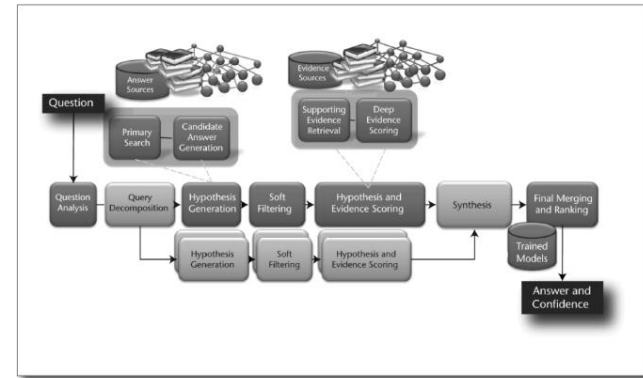 Answer
Sources
Evidence
Sources
Question
Primary
Search
Candidate
Answer
Generation
Supporting
Evidence
Retrieval
Deep
Evidence
Scoring
Question
Analysis
Query
Decomposition
Hypothesis
Generation
Soft
Filtering
Hypothesis and
Evidence Scoring
Synthesis
Final Merging
and Ranking
Trained
Models
Hypothesis
Generation
Soft
Filtering
Hypothesis and
Evidence Scoring
Answer and
Confidence